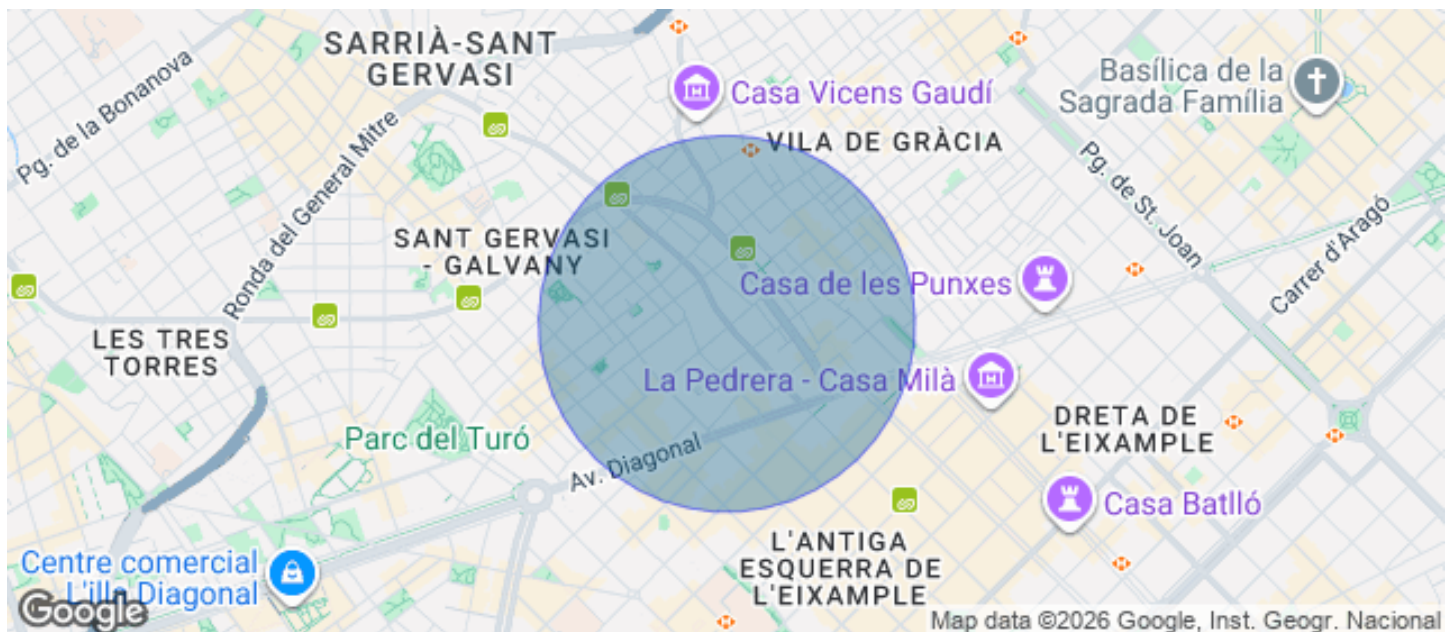 SARRIÀ-SANT
GERVASI
Casa Vicens Gaudí
Basílica de la
Sagrada Família
Pg. de la Bonanova
VILA DE GRÀCIA
Ronda del General Mitre
Pg. de St. Joan
SANT GERVASI
- GALVANY
Carrer d'Aragó
Casa de les Punxes
LES TRES
TORRES
La Pedrera - Casa Milà
DRETA DE
L'EIXAMPLE
Parc del Turó
Av. Diagonal
Casa Batlló
L'ANTIGA
ESQUERRA DE
L'EIXAMPLE
Centre comercial
L'illa Diagonal
Google
Map data ©2026 Google, Inst. Geogr. Nacional